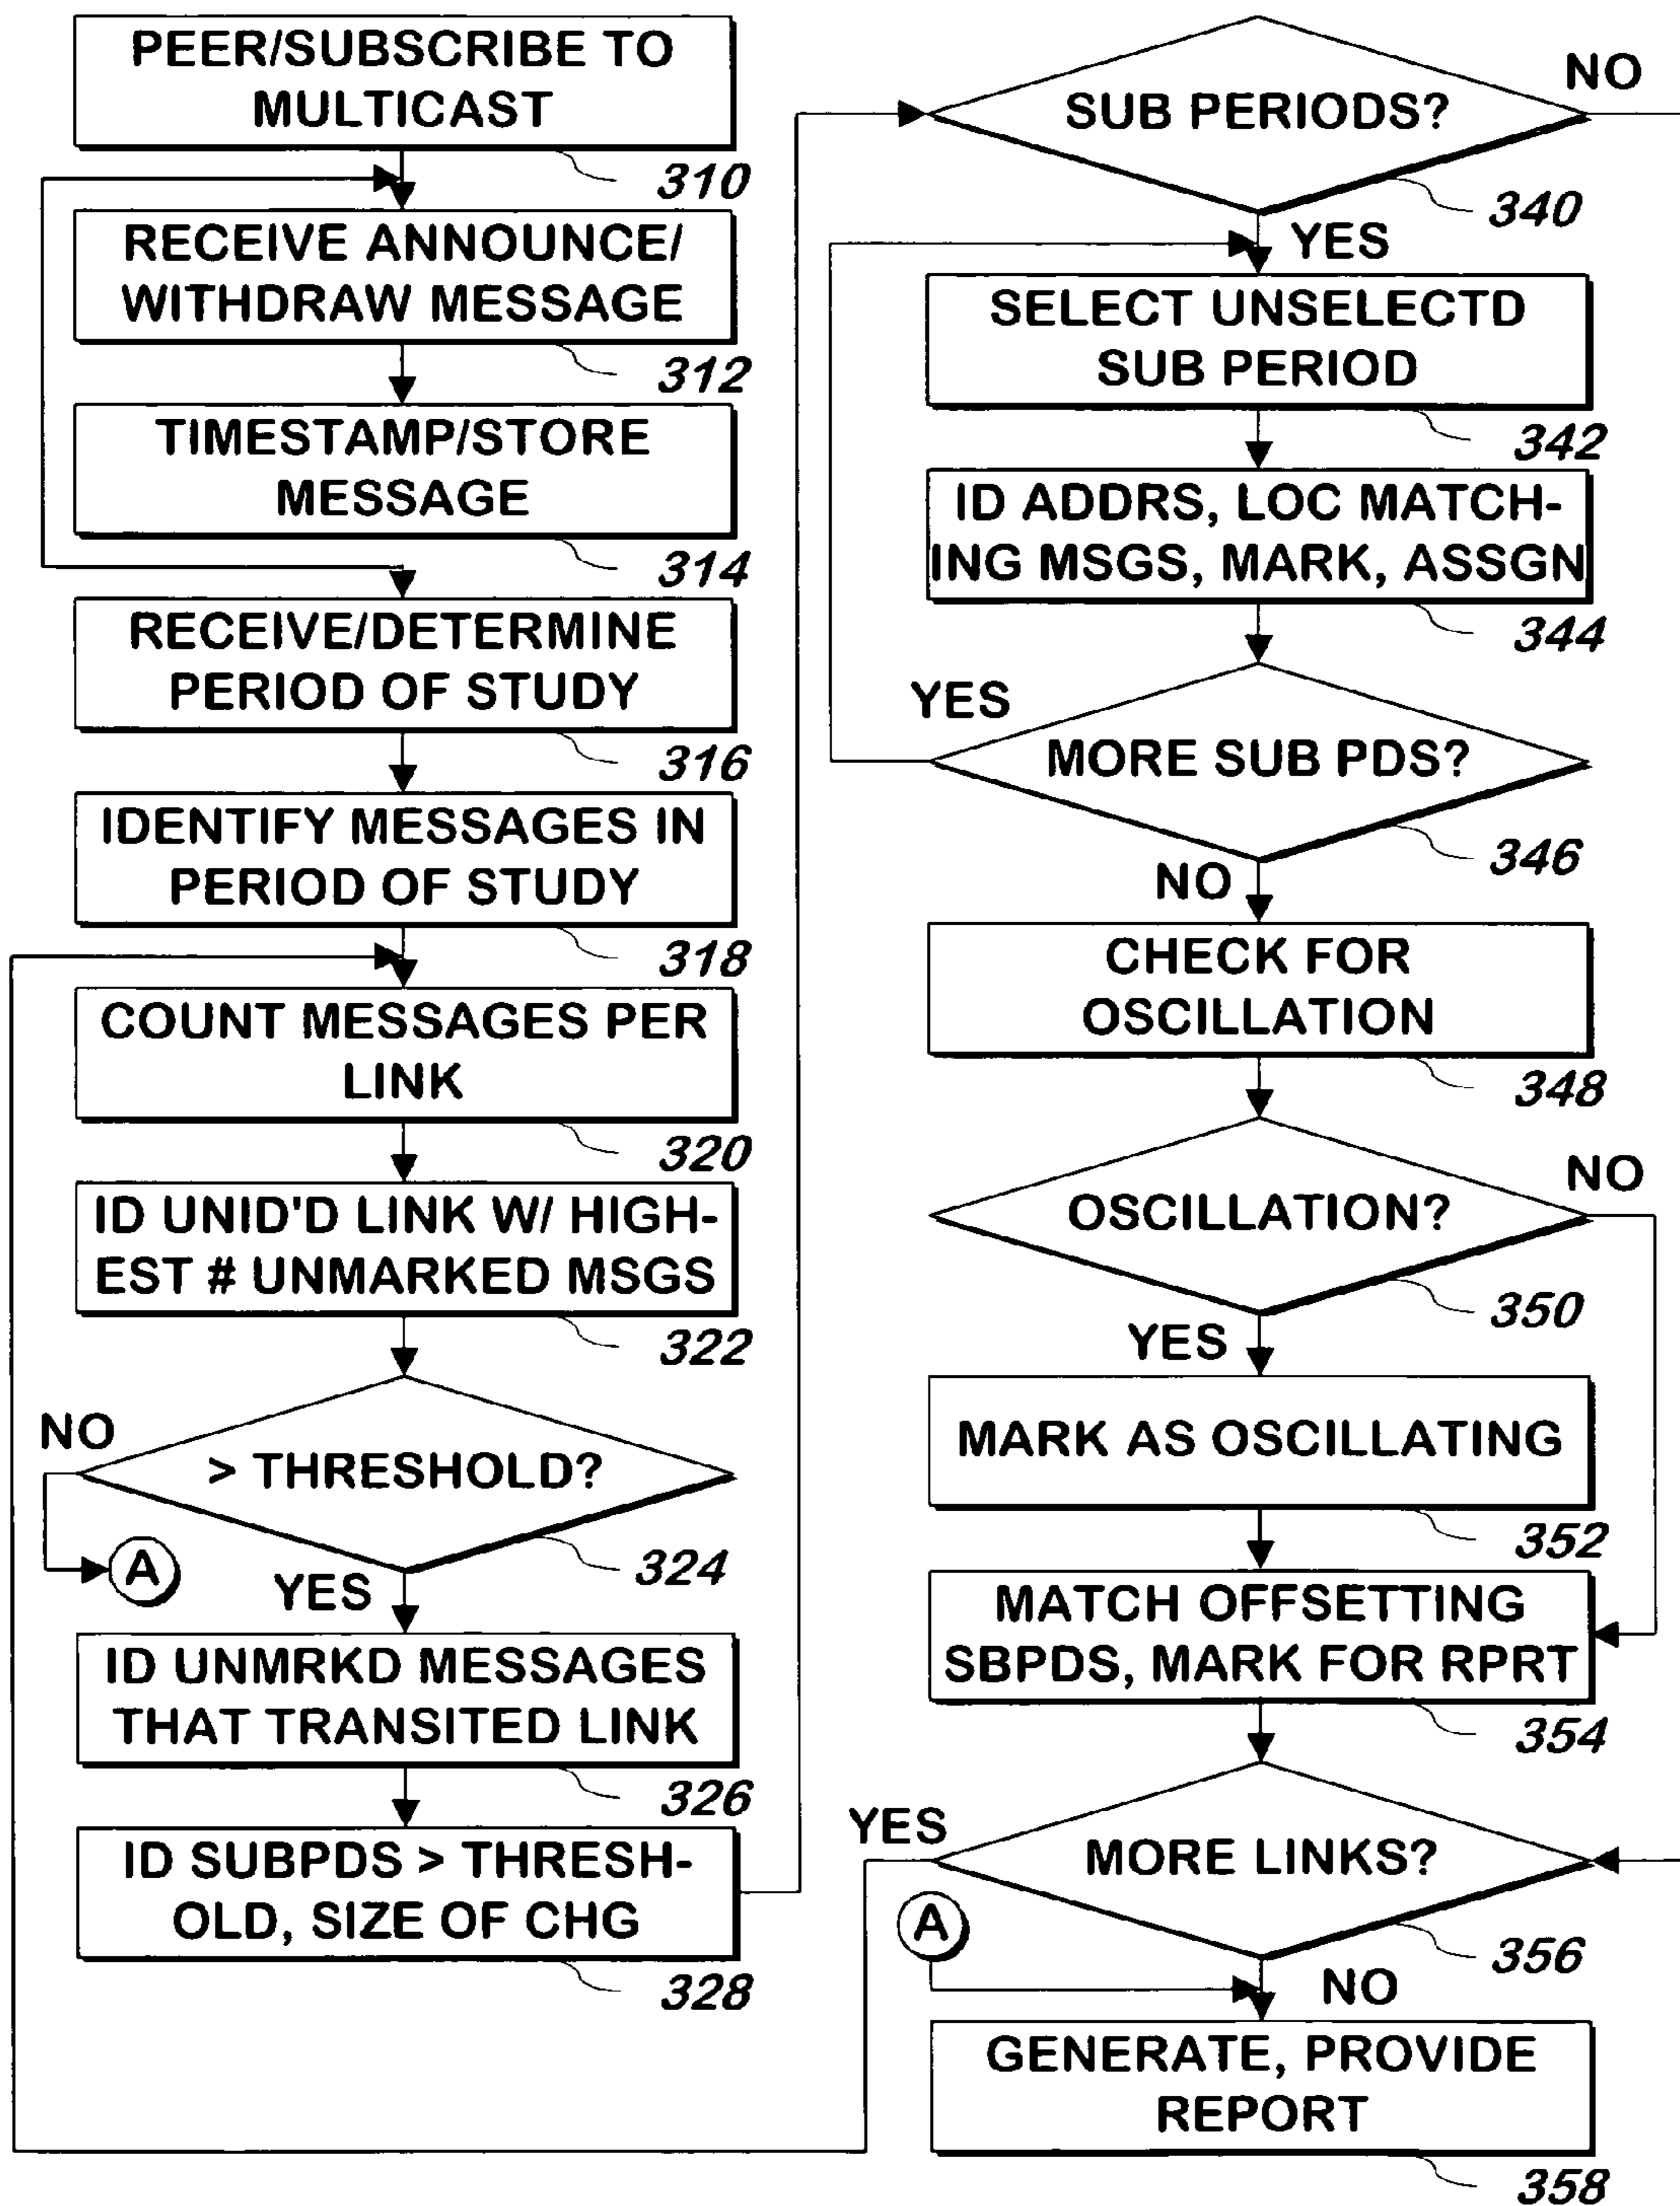 PEER/SUBSCRIBE TO
MULTICAST
310
RECEIVE ANNOUNCE/
WITHDRAW MESSAGE
312
TIMESTAMP/STORE
MESSAGE
314
RECEIVE/DETERMINE
PERIOD OF STUDY
316
IDENTIFY MESSAGES IN
PERIOD OF STUDY
318
COUNT MESSAGES PER
LINK
320
ID UNID'D LINK W/ HIGH-
EST # UNMARKED MSGS
322
NO
> THRESHOLD?
324
A
YES
ID UNMRKD MESSAGES
THAT TRANSITED LINK
326
ID SUBPDS > THRESH-
OLD, SIZE OF CHG
328
SUB PERIODS?
NO
340
YES
SELECT UNSELECTD
SUB PERIOD
342
ID ADDRS, LOC MATCH-
ING MSGS, MARK, ASSGN
344
YES
MORE SUB PDS?
346
NO
CHECK FOR
OSCILLATION
348
NO
OSCILLATION?
350
YES
MARK AS OSCILLATING
352
MATCH OFFSETTING
SBPDS, MARK FOR RPRT
354
YES
MORE LINKS?
A
356
NO
GENERATE, PROVIDE
REPORT
358